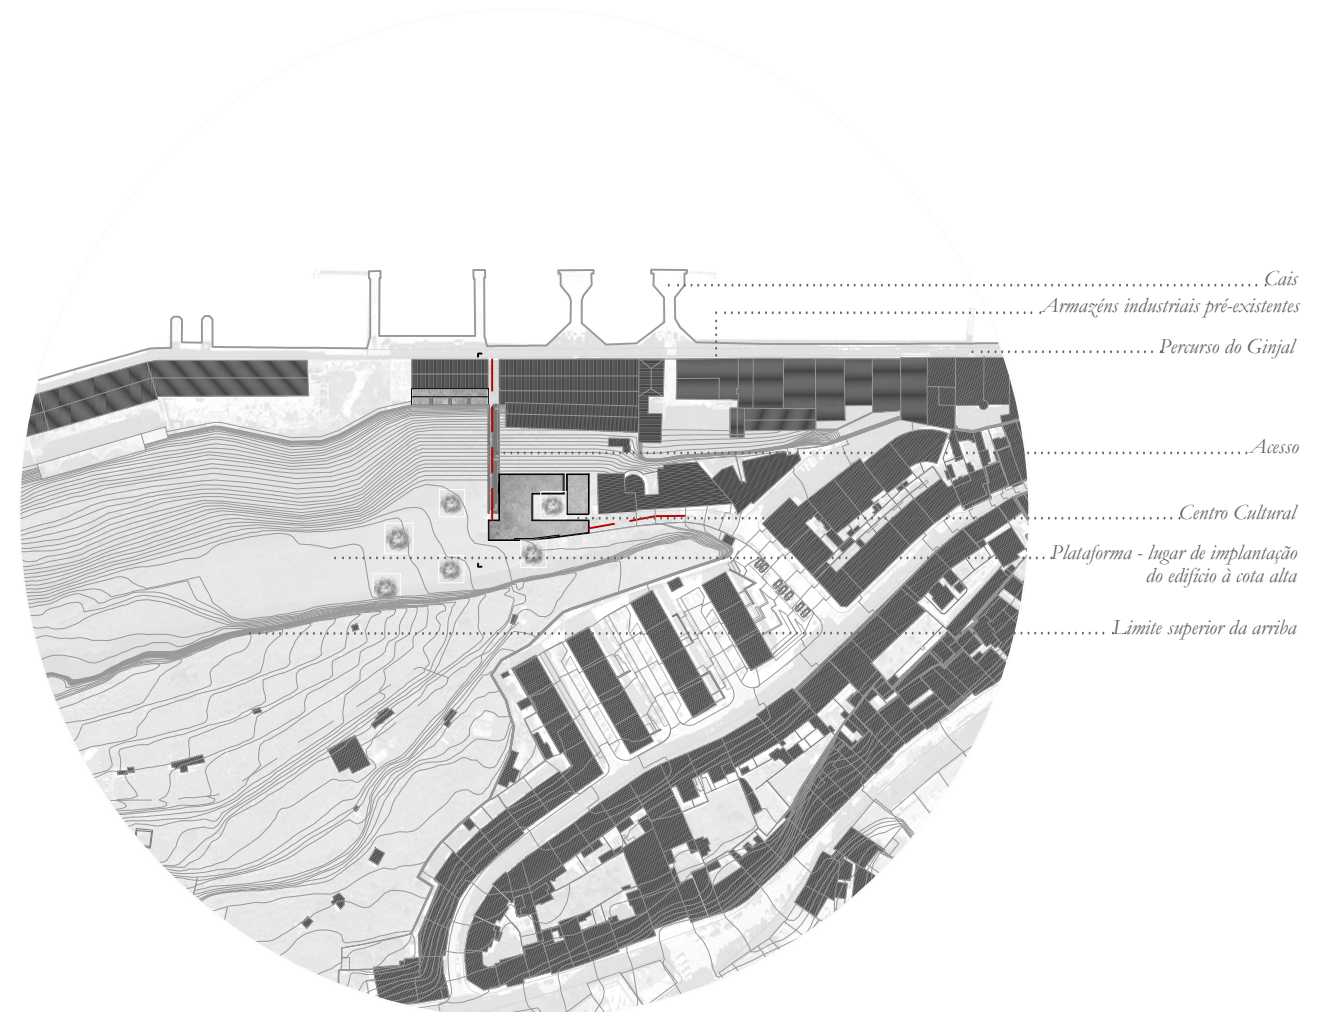 Cais
Armazéns industriais pré-existentes
Percurso do Ginjal
Acesso
Centro Cultural
Plataforma - lugar de implantação
do edifício à cota alta
Limite superior da arriba